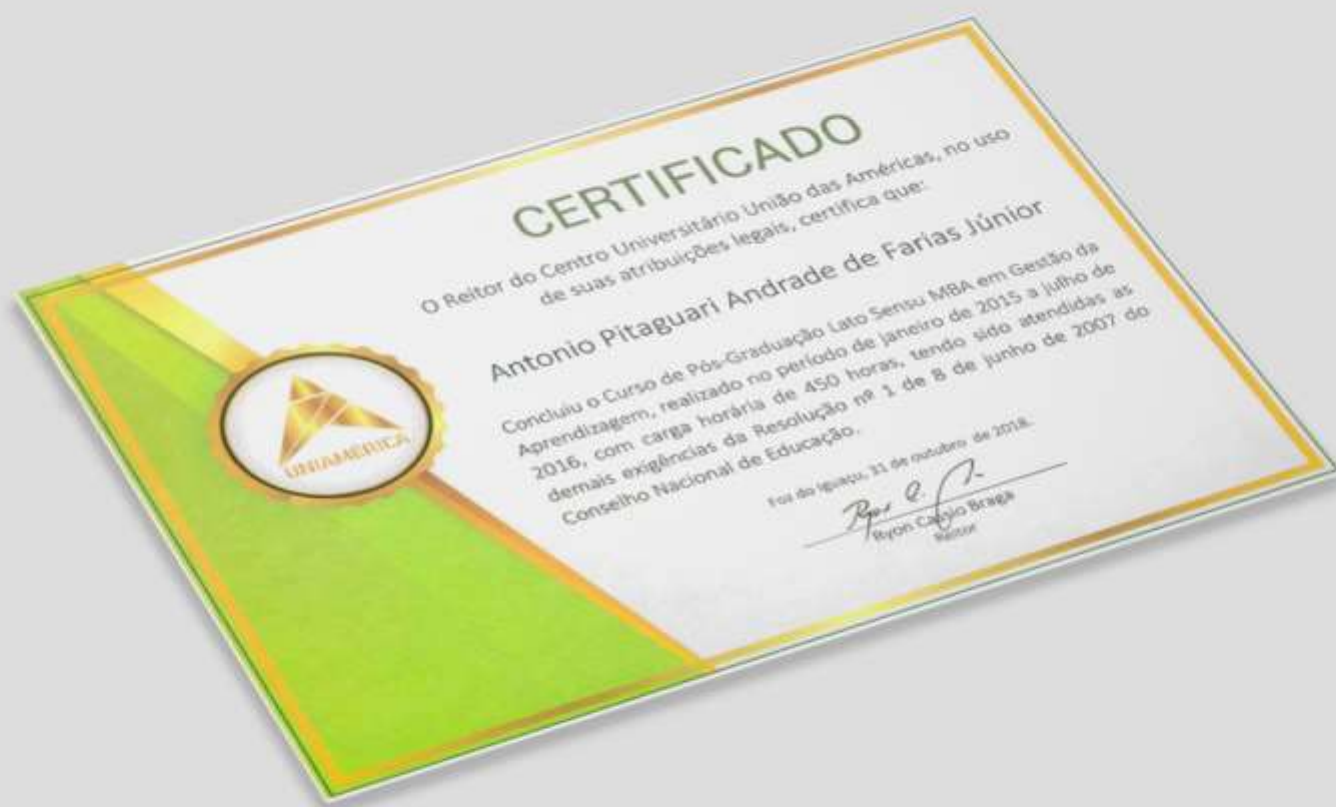 CERTIFICADO
O Reitor do Centro Universitário União das Américas, no uso
de suas atribuições legais, certifica que:
Antonio Pitaguari Andrade de Farias Júnior
Concluiu o Curso de Pós-Graduação Lato Sensu MBA em Gestão da
Aprendizagem, realizado no período de janeiro de 2015 a julho de
2016, com carga horária de 450 horas, tendo sido atendidas as
demais exigências da Resolução nº 1 de 8 de junho de 2007 do
Conselho Nacional de Educação.
UNIAMÉRICA
Foz do Iguaçu, 31 de outubro de 2018.
Ryon Cassio Braga
Reitor